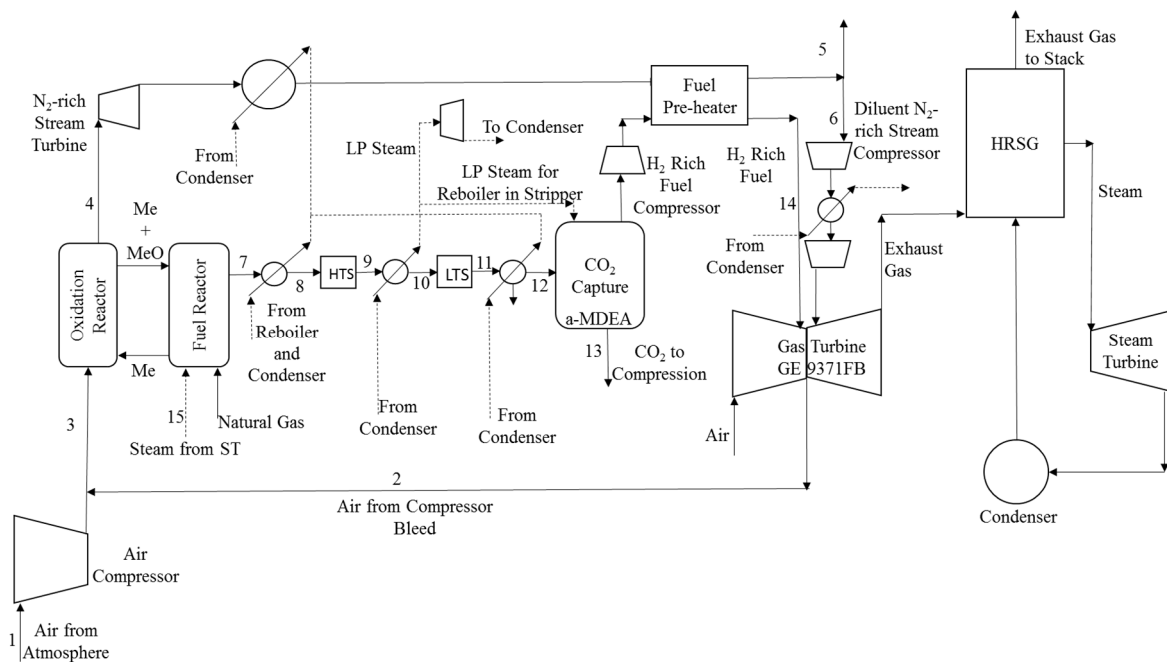 Exhaust Gas
to Stack
5
N2-rich
Stream
Turbine
Fuel
Pre-heater
6
Diluent N2-
rich Stream
Compressor
HRSG
To Condenser
LP Steam
From
Condenser
H2 Rich
Fuel
Compressor
H2 Rich
Fuel
LP Steam for
Reboiler in Stripper
14
Steam
4
Me
+
MeO
From
Condenser
Exhaust
Gas
Oxidation
Reactor
Fuel Reactor
7
8
HTS
9
10
LTS
11
12
CO2
Capture
a-MDEA
From
Reboiler
and
Condenser
Me
13
CO2 to
Compression
Gas Turbine
GE 9371FB
Steam
Turbine
3
15
Natural Gas
Steam from ST
From
Condenser
From
Condenser
Air
2
Air from Compressor
Bleed
Condenser
Air
Compressor
1
Air from
Atmosphere